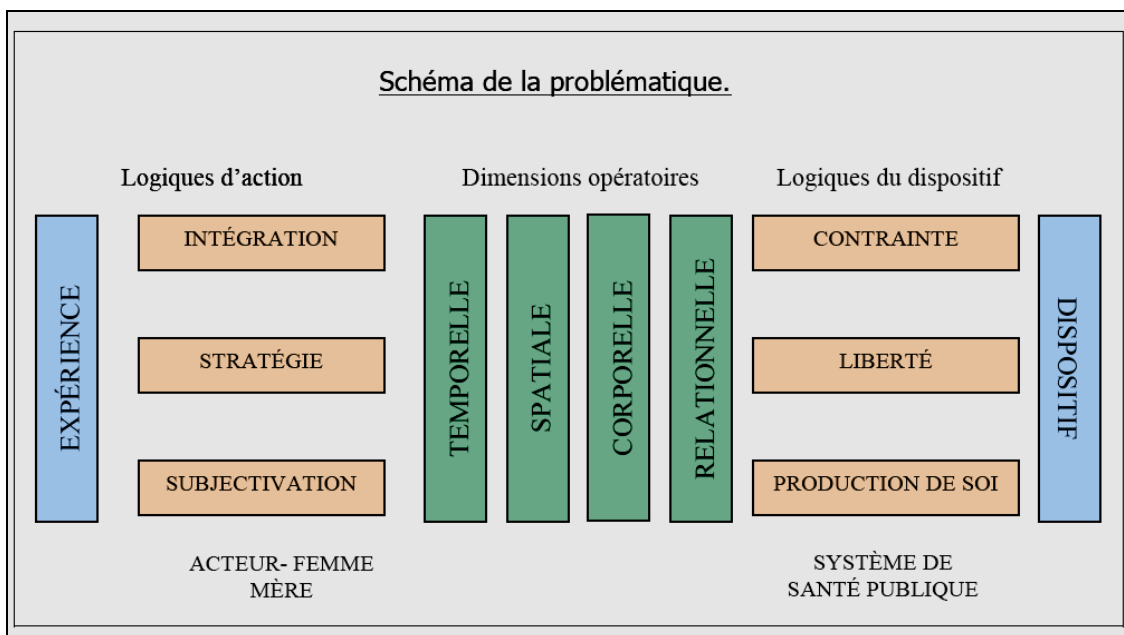 Schéma de la problématique.
Logiques d'action
Dimensions opératoires
Logiques du dispositif
EXPÉRIENCE
INTÉGRATION
STRATÉGIE
SUBJECTIVATION
TEMPORELLE
SPATIALE
CORPORELLE
RELATIONNELLE
CONTRAINTE
LIBERTÉ
PRODUCTION DE SOI
DISPOSITIF
ACTEUR- FEMME
MÈRE
SYSTÈME DE
SANTÉ PUBLIQUE